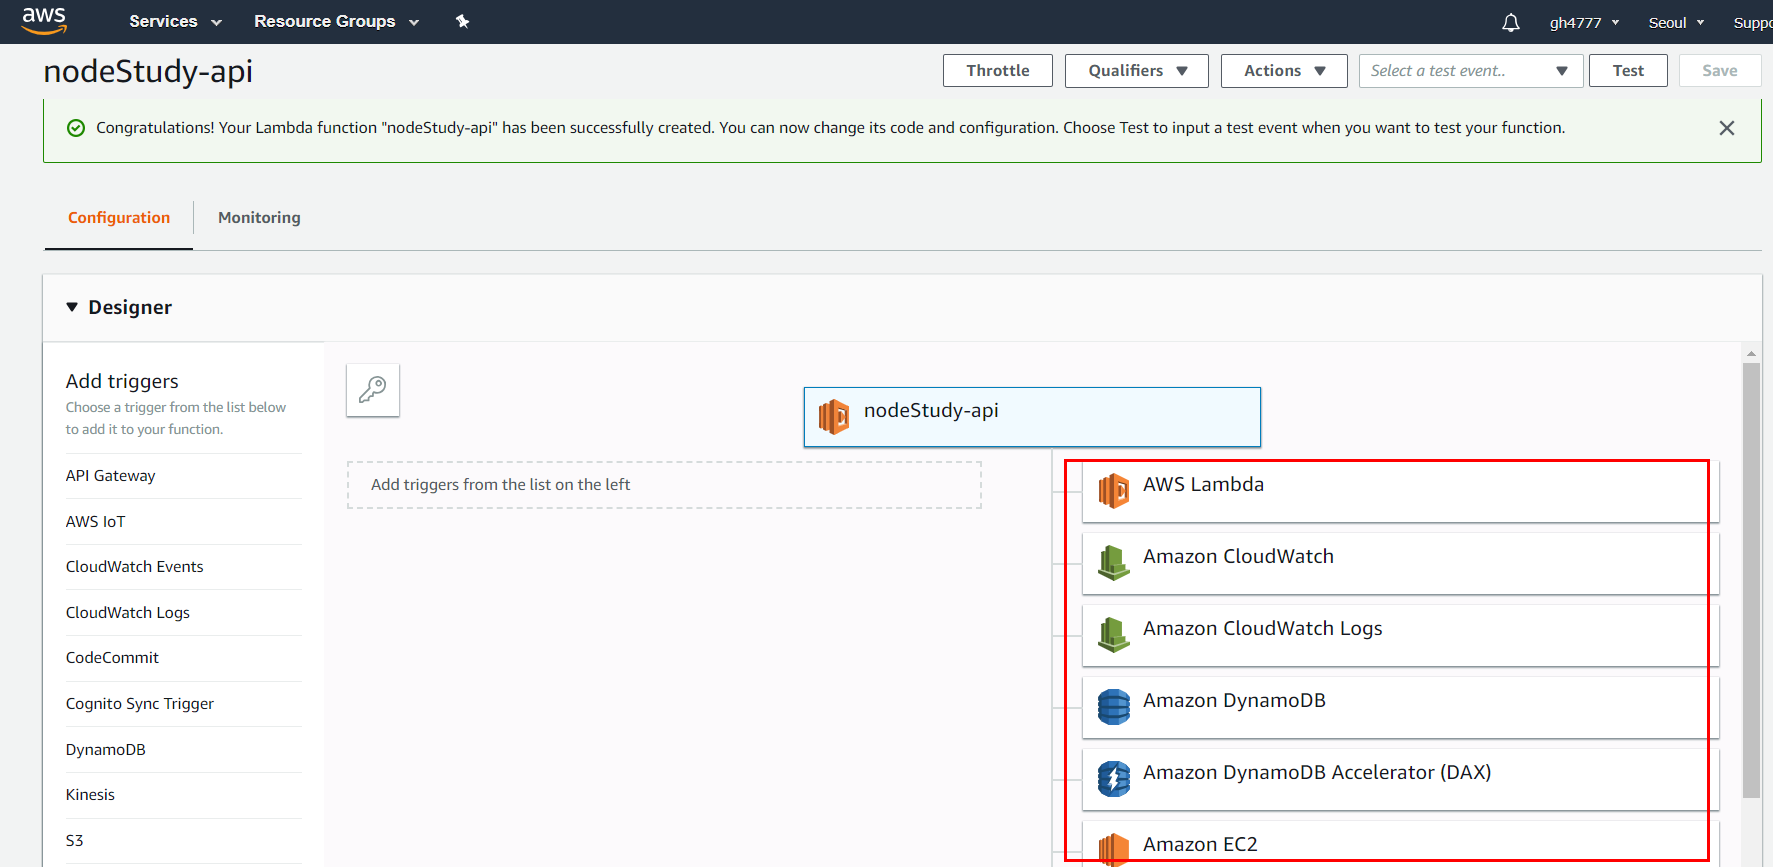 aws Services Resource Groups gh4777 Seoul Suppo
nodeStudy-api Throttle Qualifiers Actions Select a test event.. Test Save
Congratulations! Your Lambda function "nodeStudy-api" has been successfully created. You can now change its code and configuration. Choose Test to input a test event when you want to test your function.
Configuration Monitoring
Designer
Add triggers
Choose a trigger from the list below
to add it to your function.
API Gateway
AWS IoT
CloudWatch Events
CloudWatch Logs
CodeCommit
Cognito Sync Trigger
DynamoDB
Kinesis
S3
nodeStudy-api
Add triggers from the list on the left
AWS Lambda
Amazon CloudWatch
Amazon CloudWatch Logs
Amazon DynamoDB
Amazon DynamoDB Accelerator (DAX)
Amazon EC2